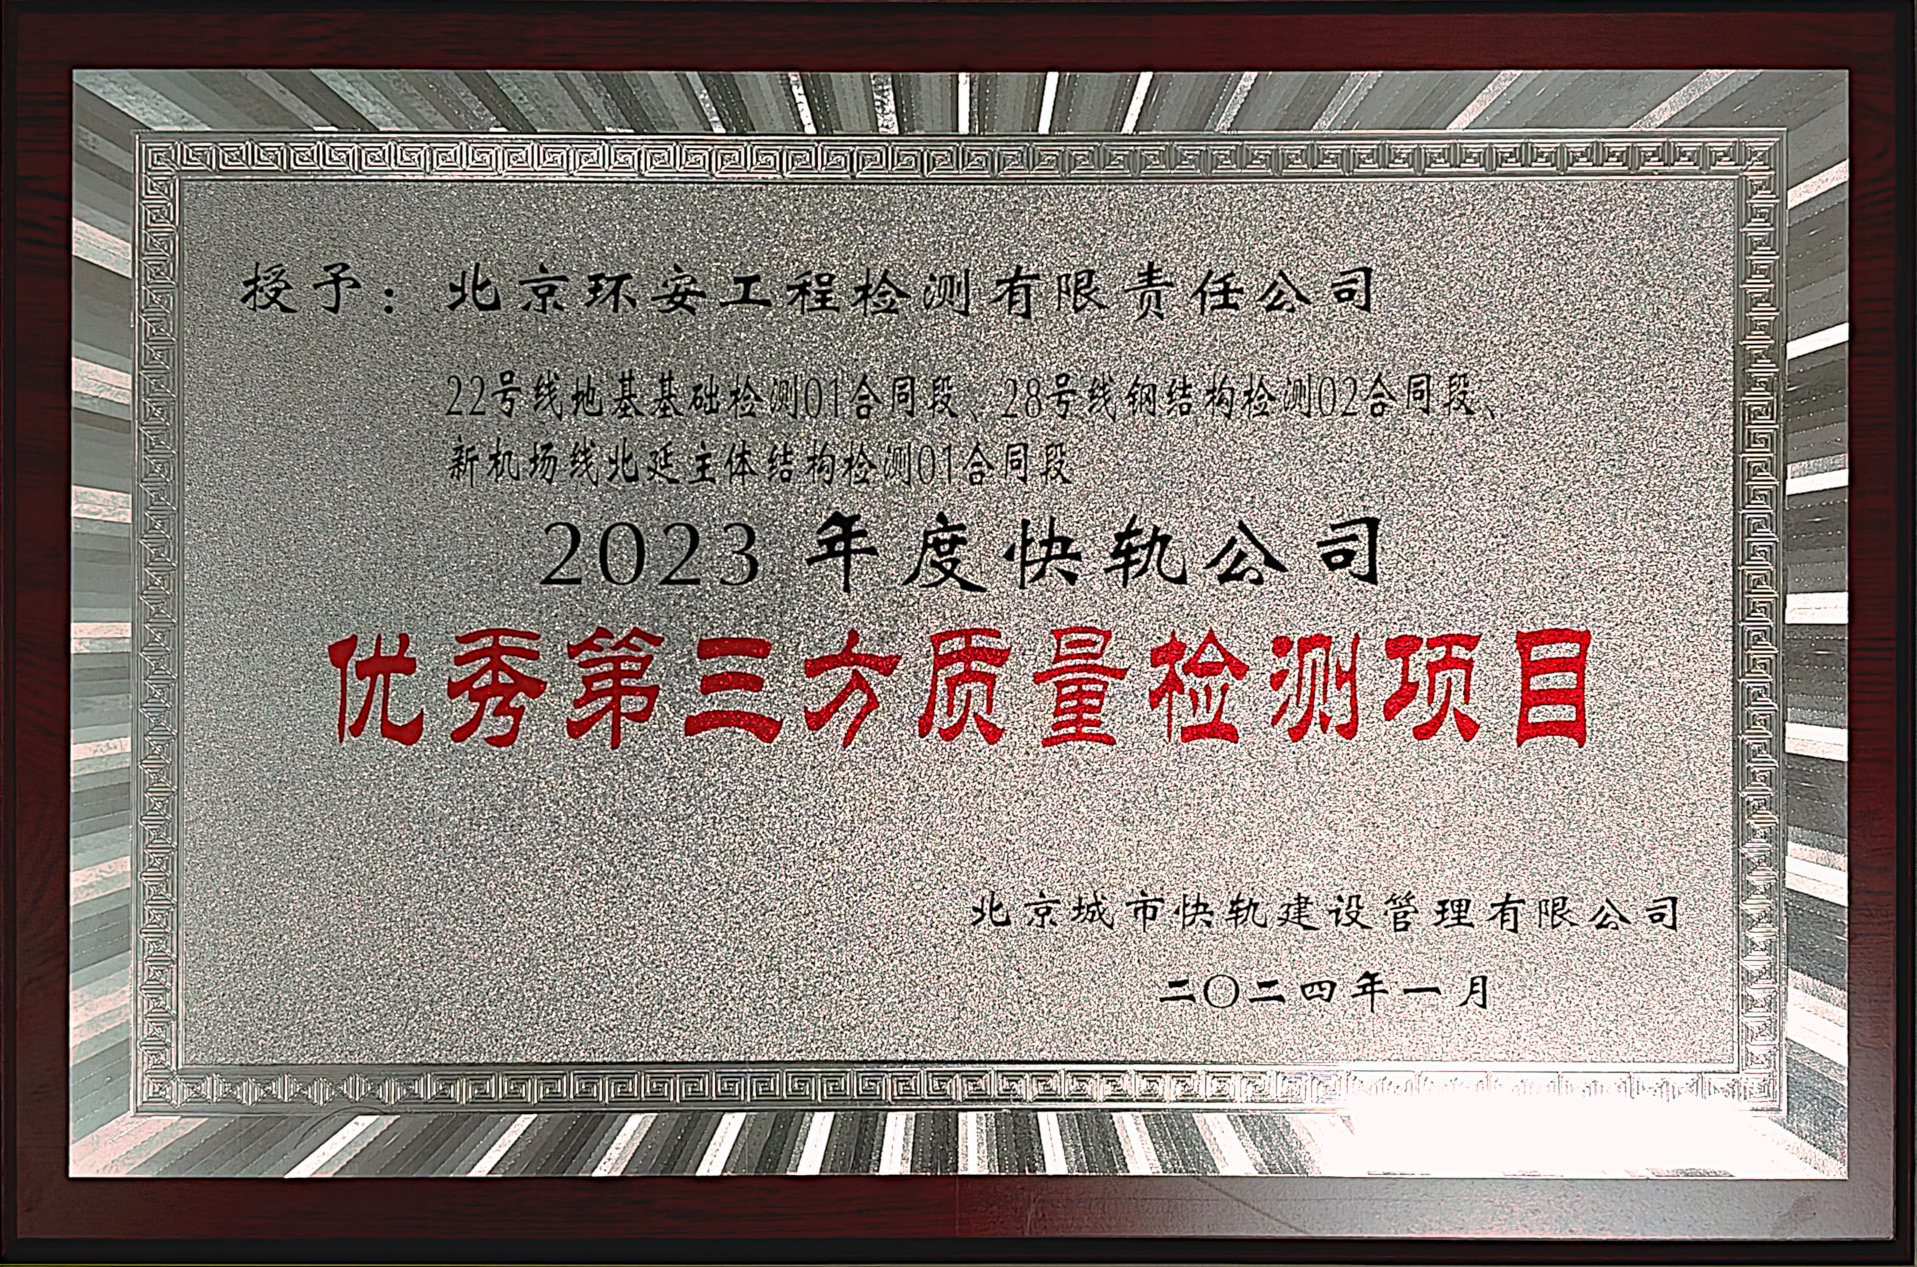 授予：北京环安工程检测有限责任公司
22号线地基基础检测01合同段、28号线钢结构检测02合同段、
新机场线北延主体结构检测01合同段
2023 年度快轨公司
优秀第三方质量检测项目
北京城市快轨建设管理有限公司
二〇二四年一月